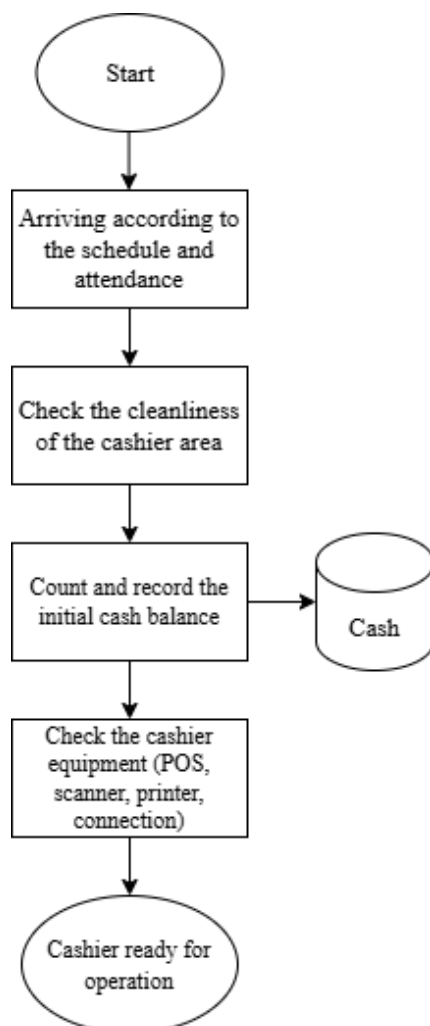 Start
Arriving according to
the schedule and
attendance
Check the cleanliness
of the cashier area
Count and record the
initial cash balance
Cash
Check the cashier
equipment (POS,
scanner, printer,
connection)
Cashier ready for
operation